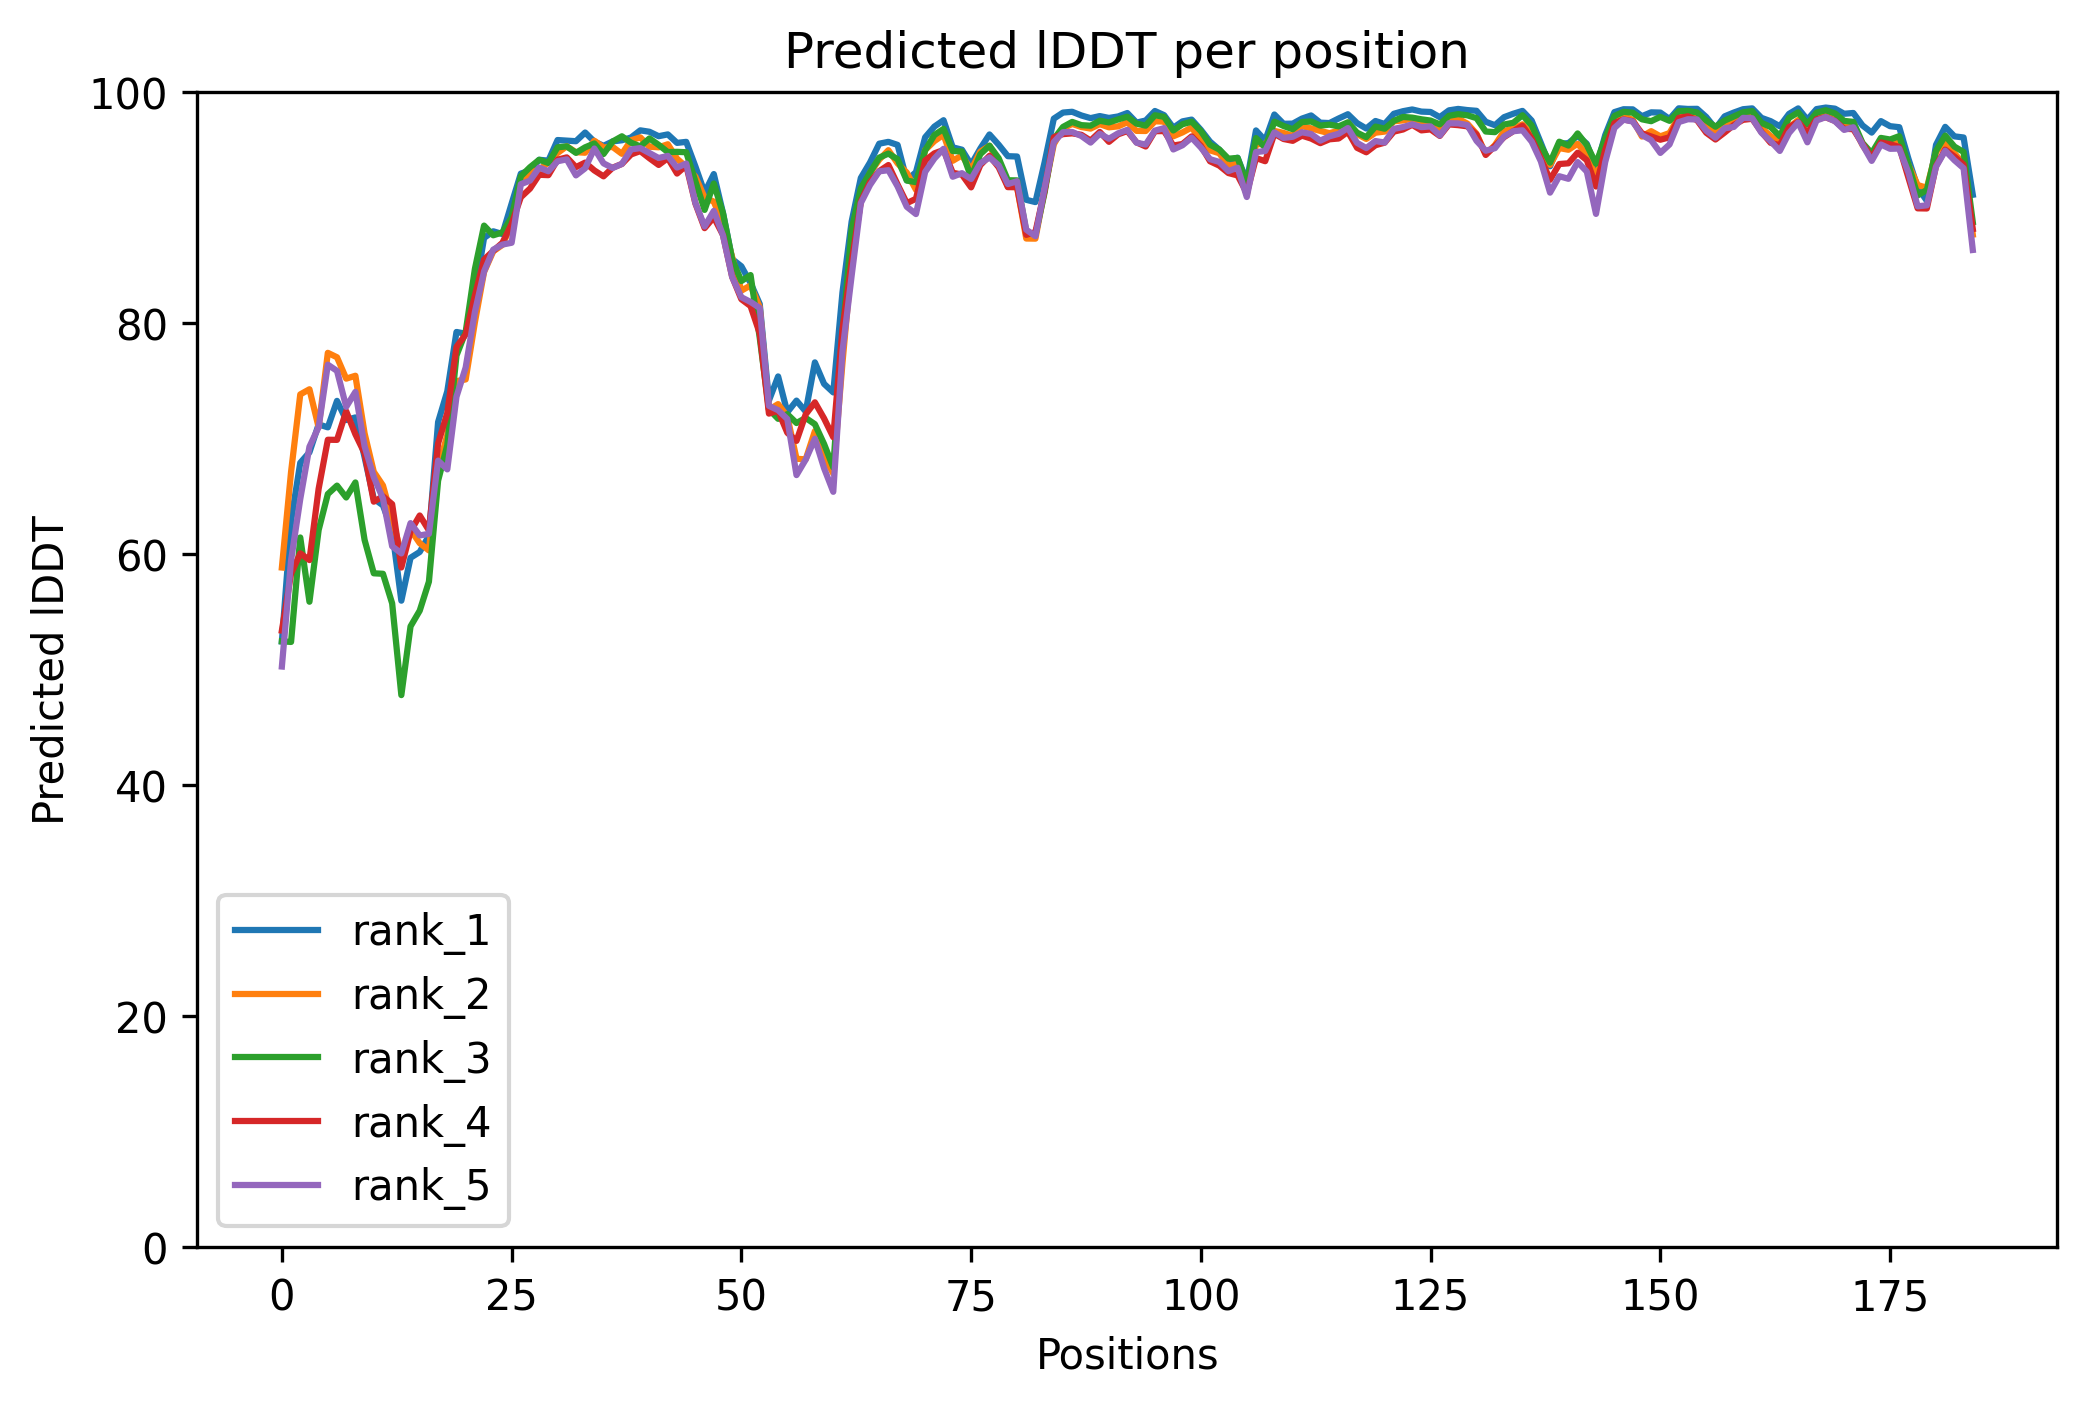 Predicted lDDT per position
Predicted lDDT
100
80
60
40
20
0
rank_1
rank_2
rank_3
rank_4
rank_5
0 25 50 75 100 125 150 175
Positions